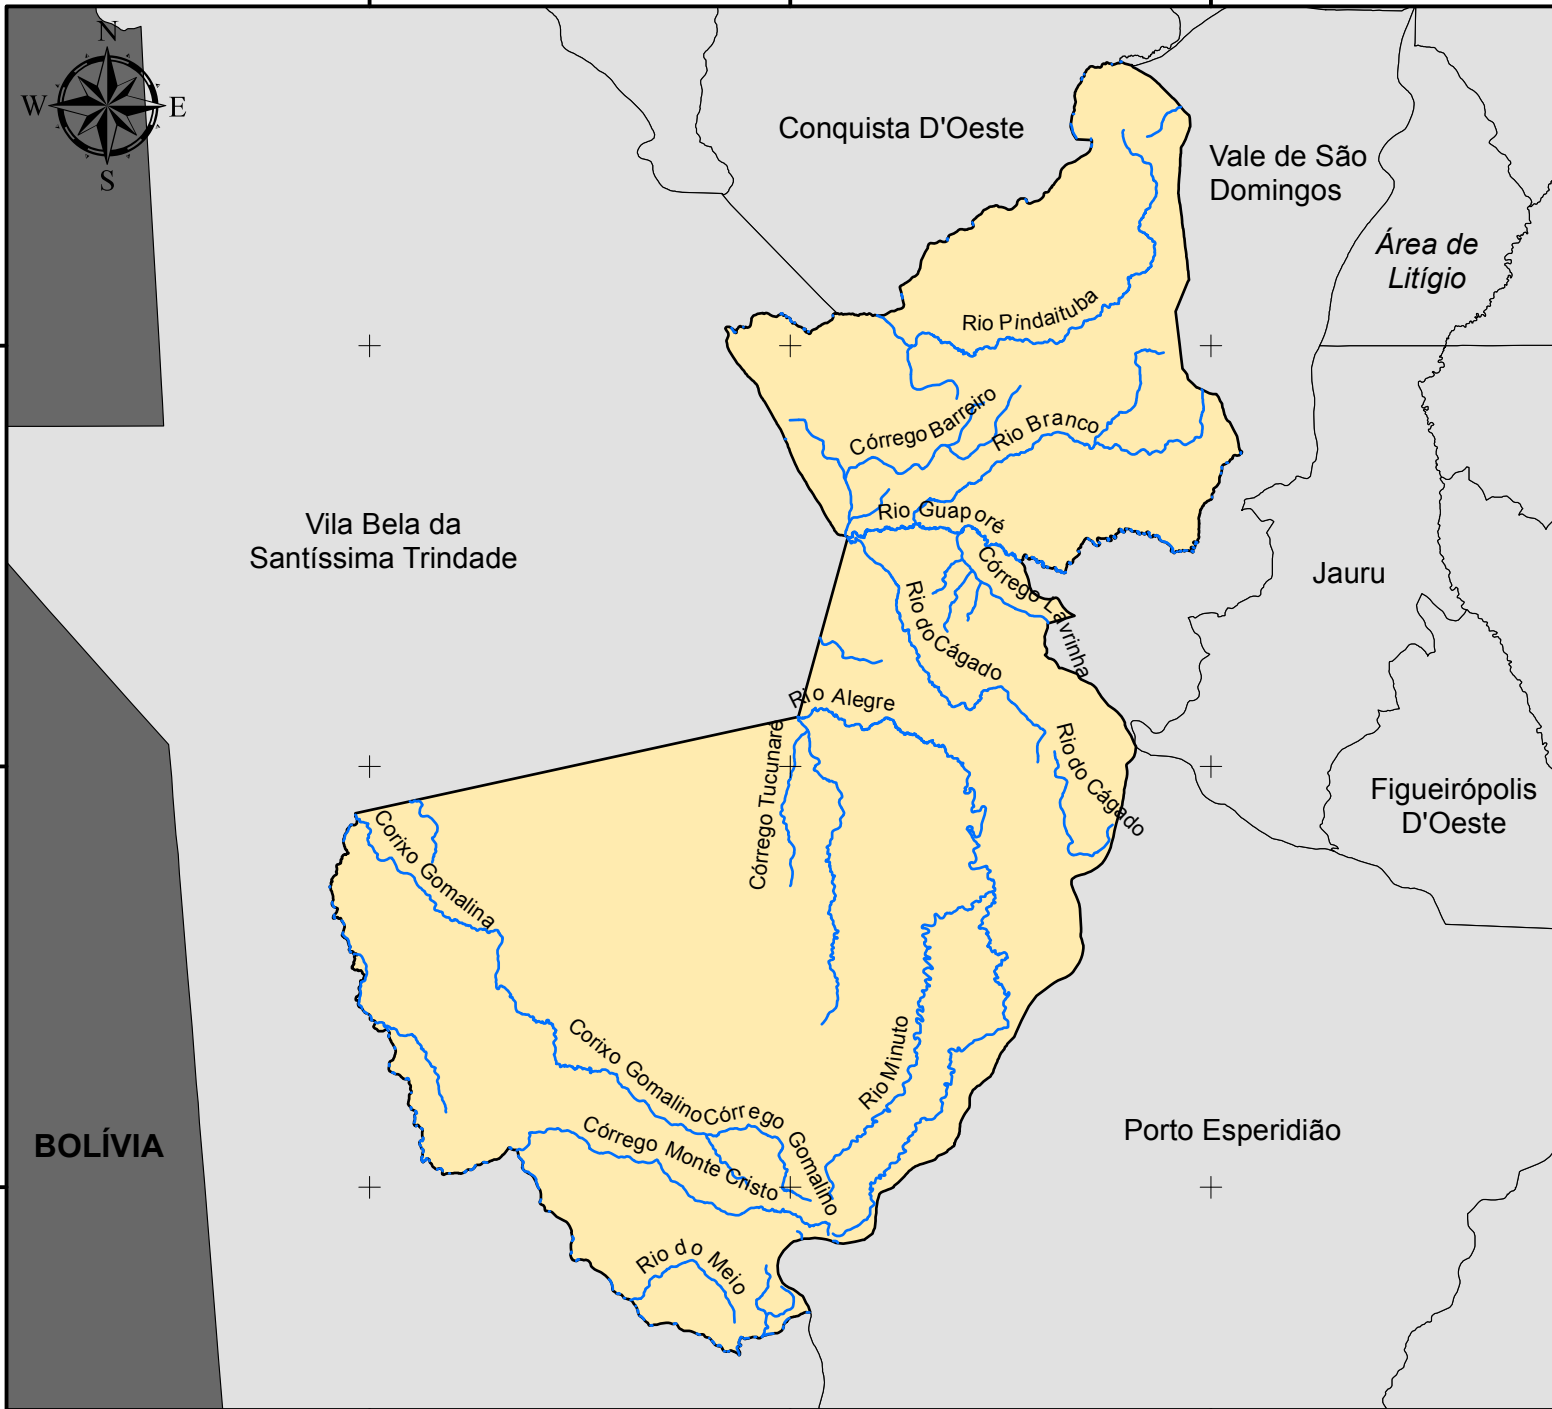 N
W
E
S
Conquista D'Oeste
Vale de São
Domingos
Área de
Litígio
Rio Pindaituba
Córrego Barreiro
Rio Branco
Rio Guaporé
Vila Bela da
Santíssima Trindade
Córrego Lavrinha
Jauru
Rio do Cágado
Rio Alegre
Córrego Tucunare
Rio do Cágado
Figueirópolis
D'Oeste
Corixo Gomalina
Corixo Gomalino
Córrego Gomalino
Rio Minuto
Córrego Monte Cristo
Porto Esperidião
BOLÍVIA
Rio do Meio